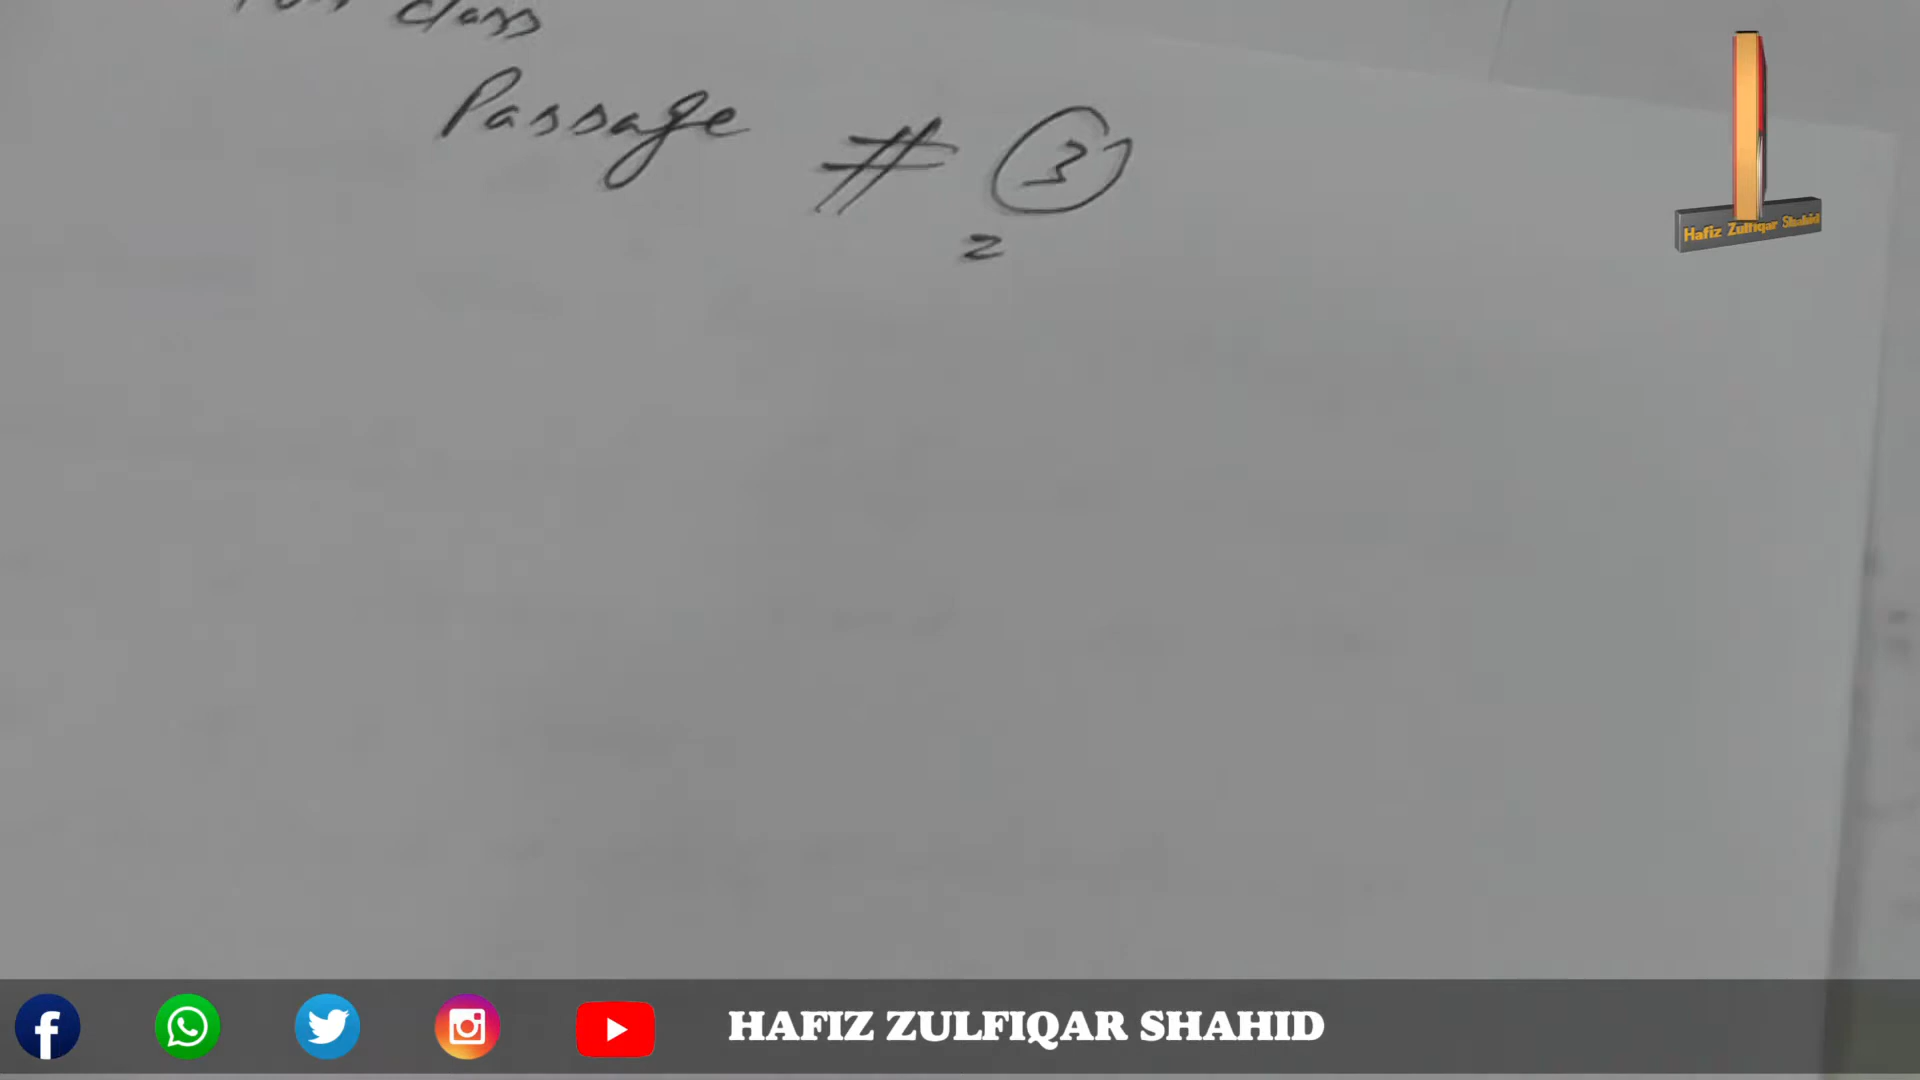 class
Passage # 3
2
Hafiz Zulfiqar Shahid
HAFIZ ZULFIQAR SHAHID